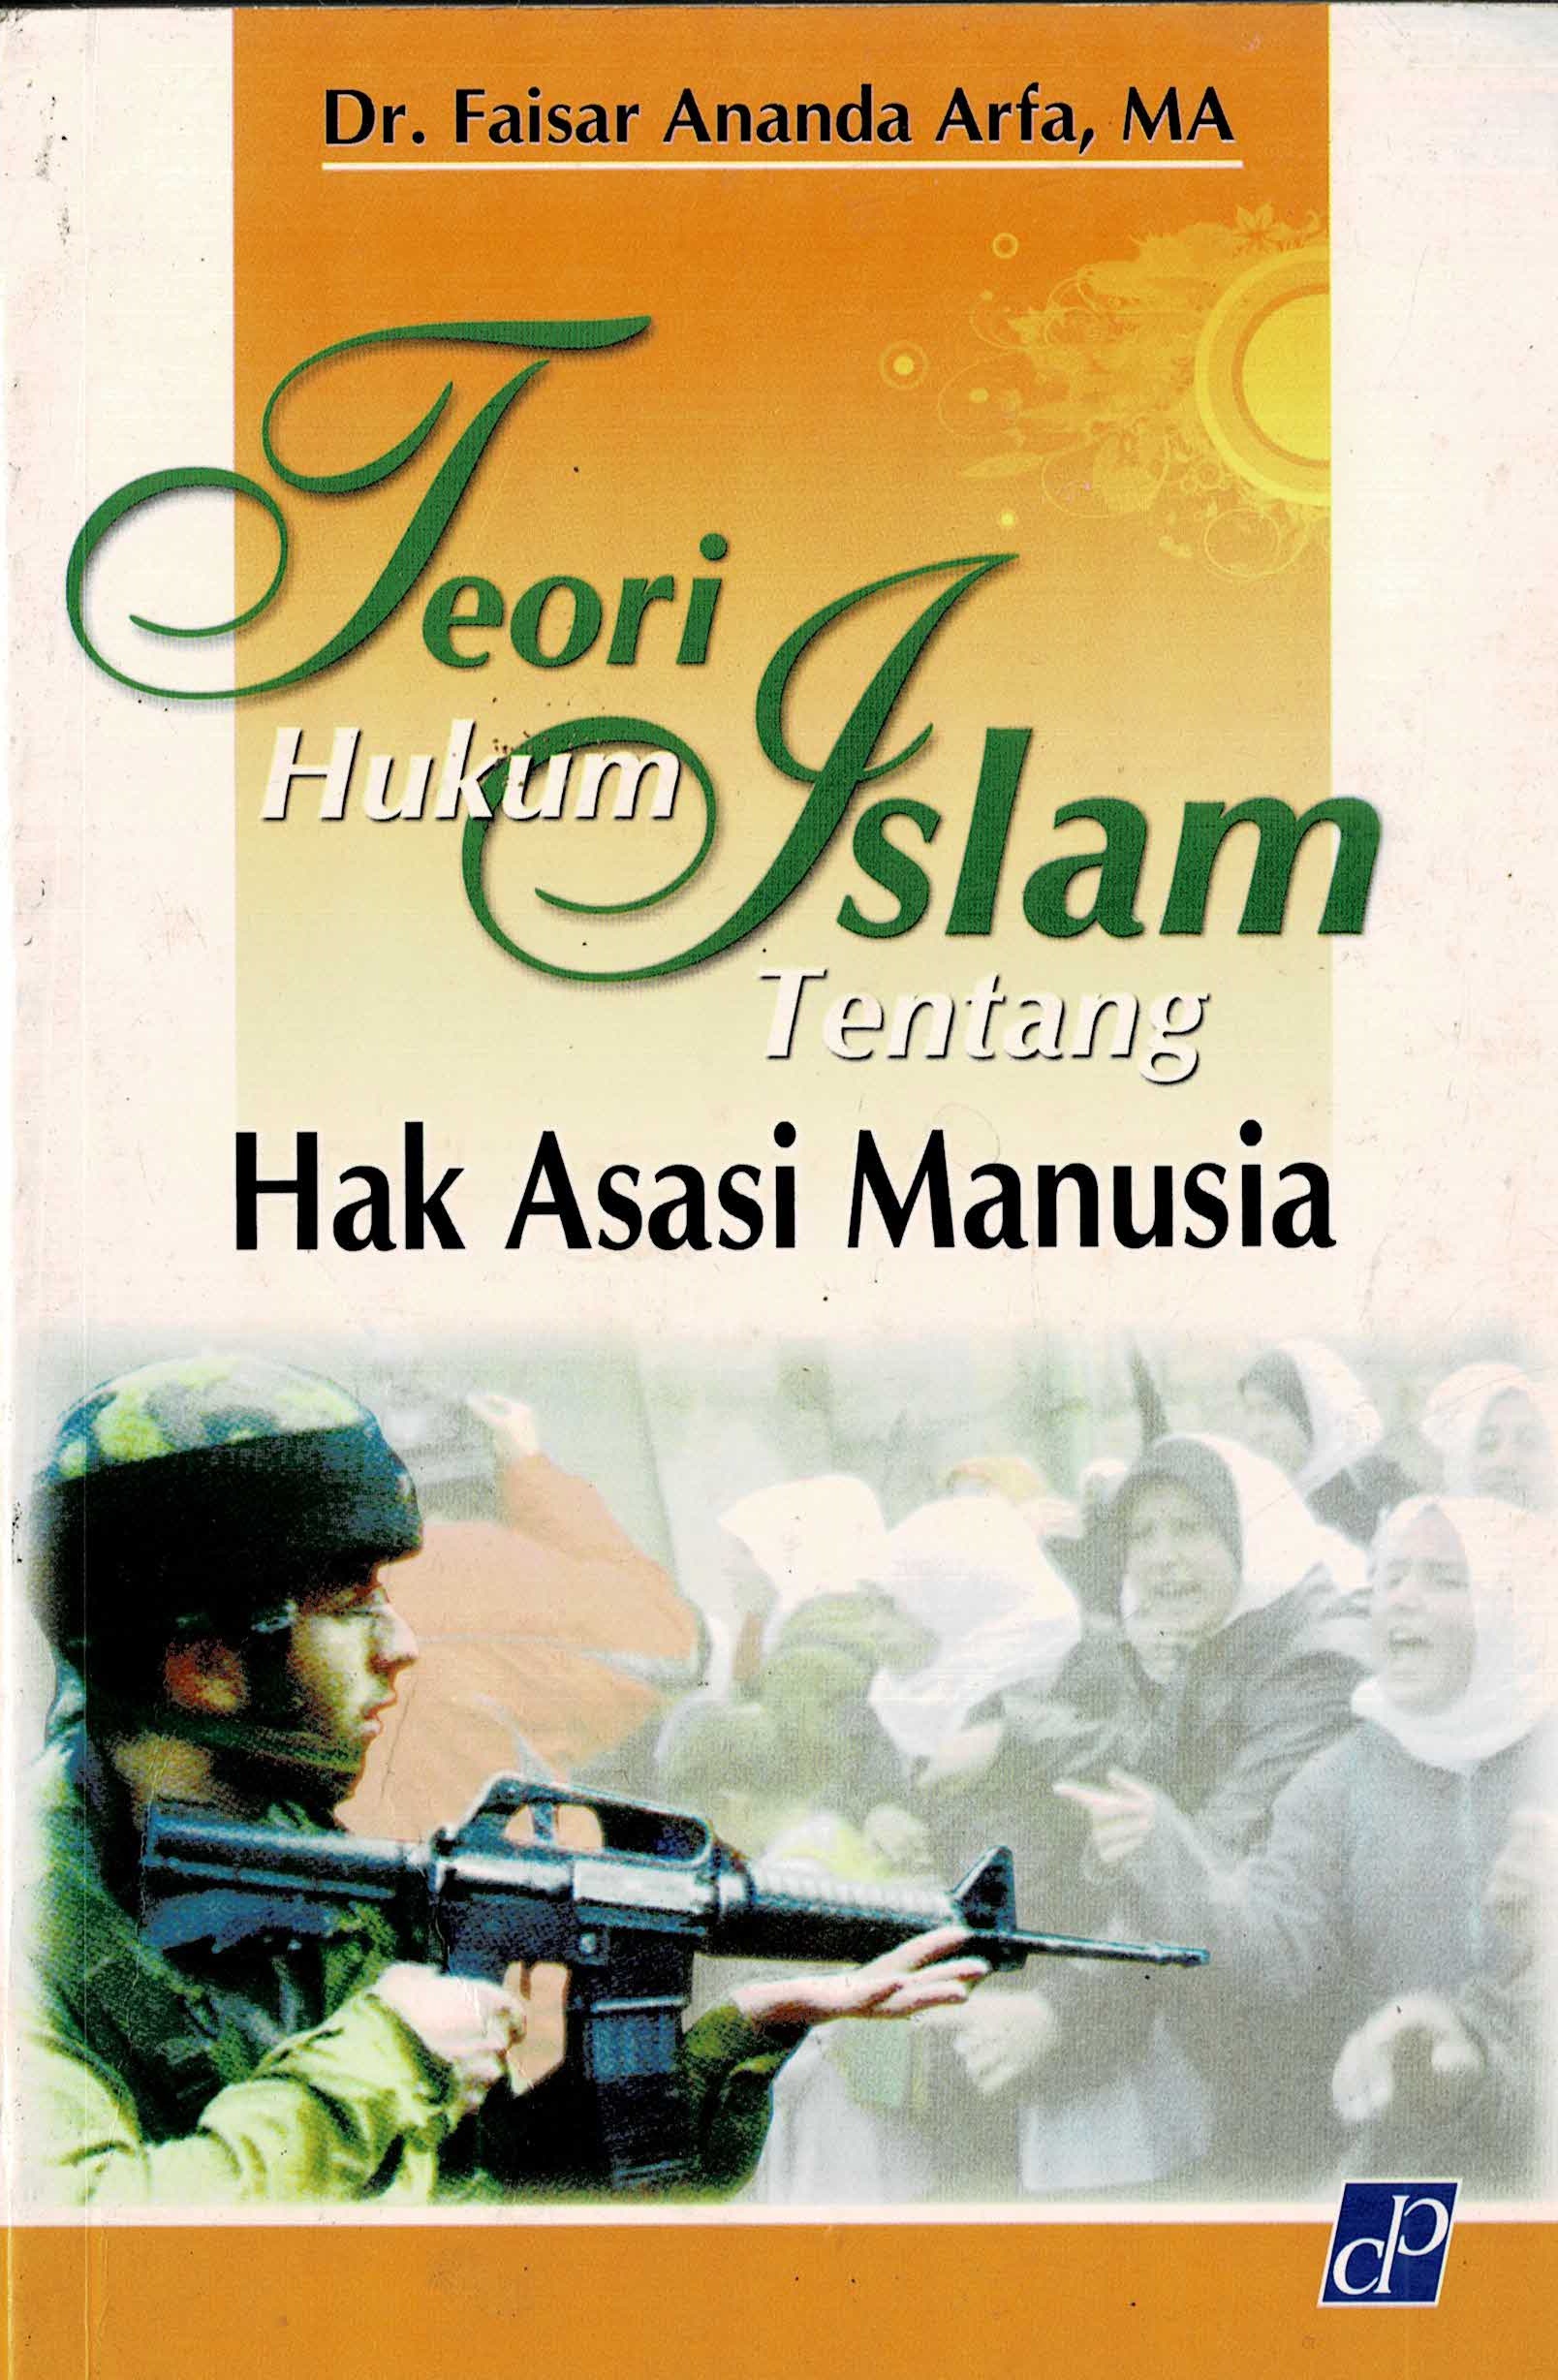 Dr. Faisar Ananda Arfa, MA
Teori
Hukum Islam
Tentang
Hak Asasi Manusia
cp